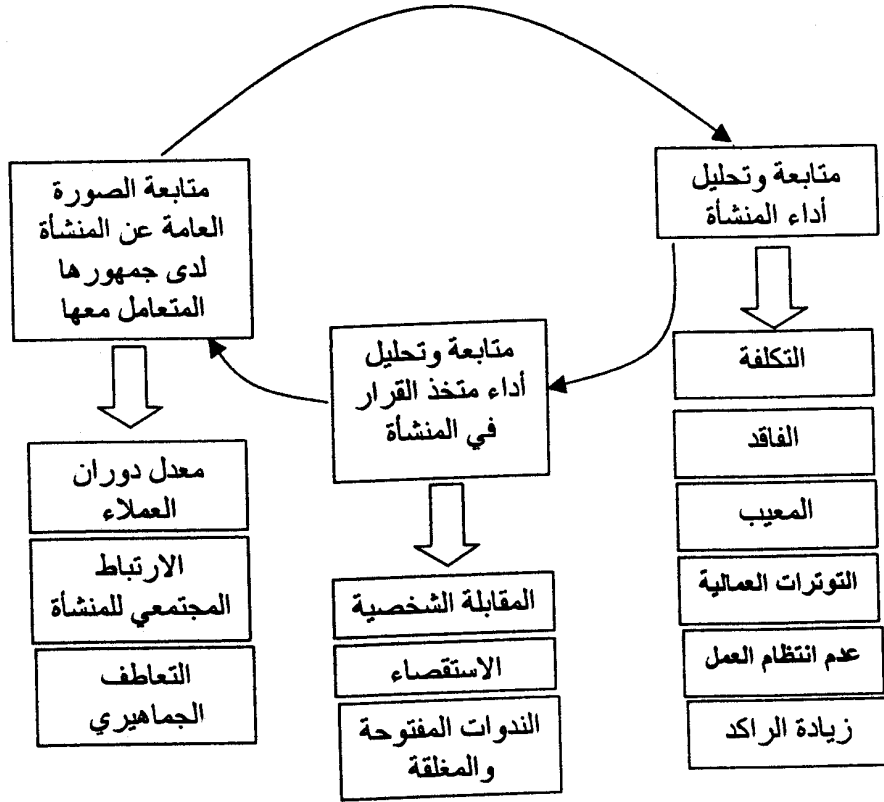 متابعة وتحليل
أداء المنشأة
التكلفة
الفاقد
المعيب
التوترات العمالية
عدم انتظام العمل
زيادة الراكد
متابعة وتحليل
أداء متخذ القرار
في المنشأة
المقابلة الشخصية
الاستقصاء
الندوات المفتوحة
والمغلقة
متابعة الصورة
العامة عن المنشأة
لدى جمهورها
المتعامل معها
معدل دوران
العملاء
الارتباط
المجتمعي للمنشأة
التعاطف
الجماهيري